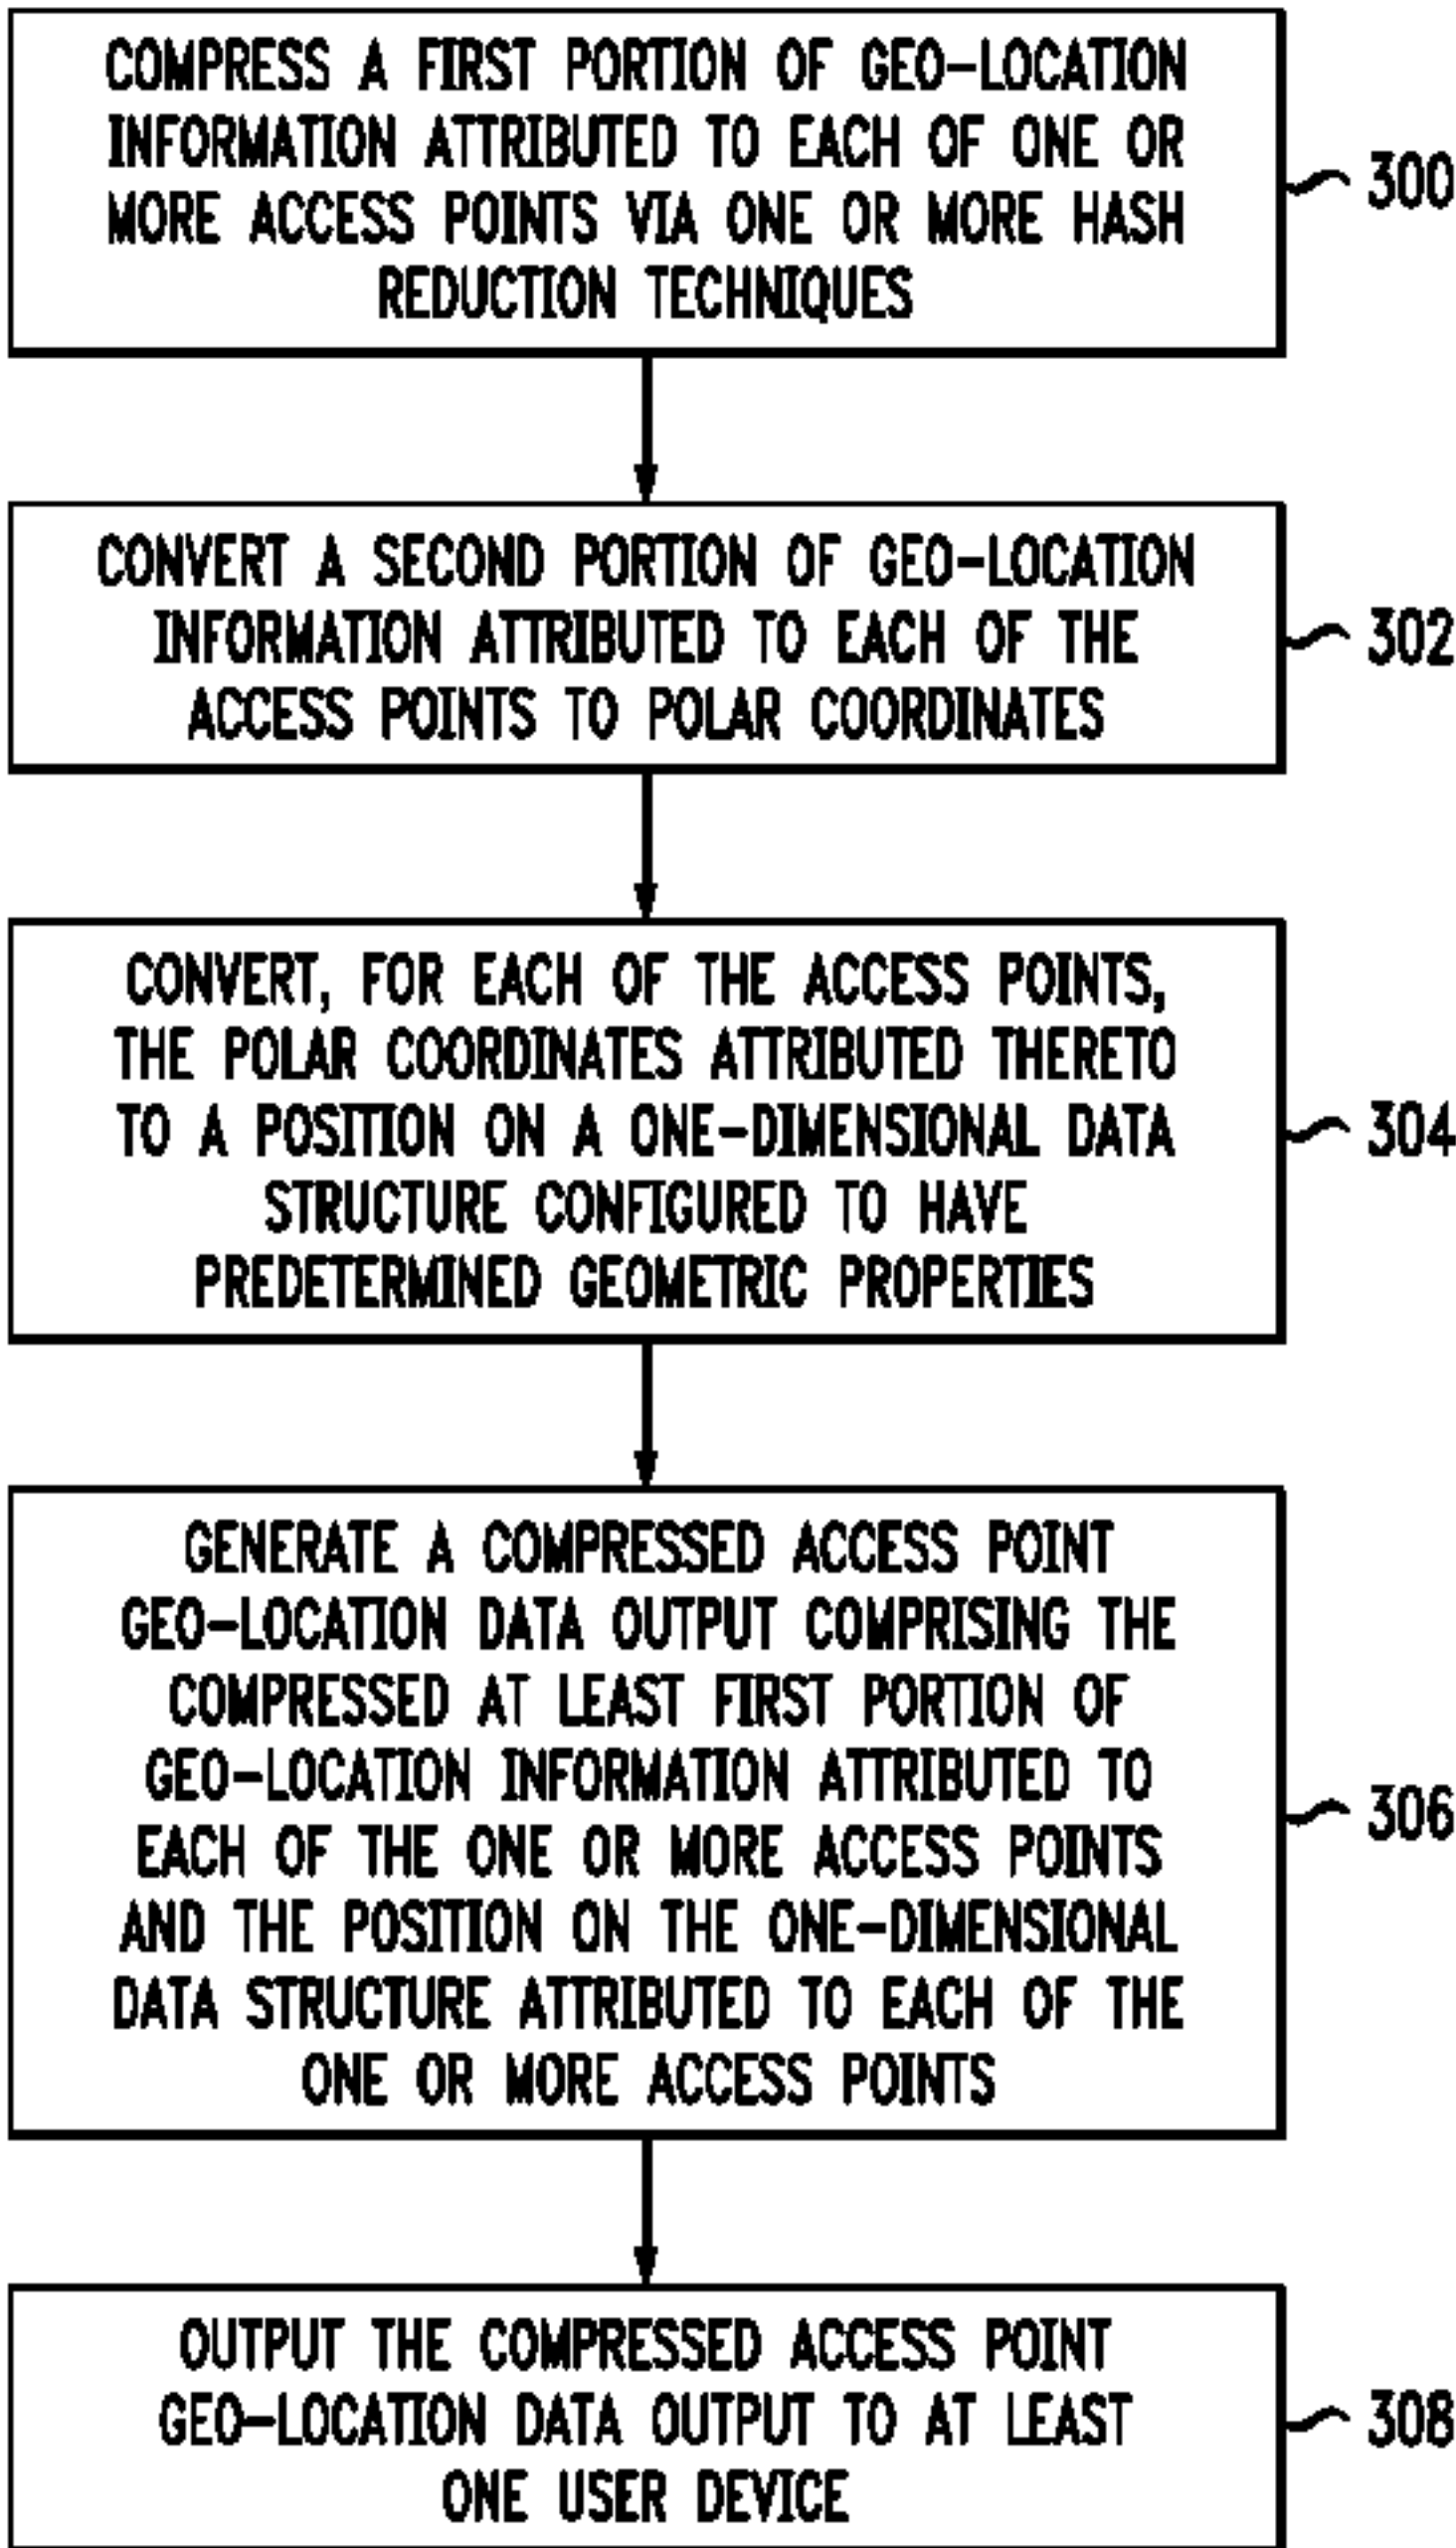 COMPRESS A FIRST PORTION OF GEO-LOCATION
INFORMATION ATTRIBUTED TO EACH OF ONE OR
MORE ACCESS POINTS VIA ONE OR MORE HASH
REDUCTION TECHNIQUES
300
CONVERT A SECOND PORTION OF GEO-LOCATION
INFORMATION ATTRIBUTED TO EACH OF THE
ACCESS POINTS TO POLAR COORDINATES
302
CONVERT, FOR EACH OF THE ACCESS POINTS,
THE POLAR COORDINATES ATTRIBUTED THERETO
TO A POSITION ON A ONE-DIMENSIONAL DATA
STRUCTURE CONFIGURED TO HAVE
PREDETERMINED GEOMETRIC PROPERTIES
304
GENERATE A COMPRESSED ACCESS POINT
GEO-LOCATION DATA OUTPUT COMPRISING THE
COMPRESSED AT LEAST FIRST PORTION OF
GEO-LOCATION INFORMATION ATTRIBUTED TO
EACH OF THE ONE OR MORE ACCESS POINTS
AND THE POSITION ON THE ONE-DIMENSIONAL
DATA STRUCTURE ATTRIBUTED TO EACH OF THE
ONE OR MORE ACCESS POINTS
306
OUTPUT THE COMPRESSED ACCESS POINT
GEO-LOCATION DATA OUTPUT TO AT LEAST
ONE USER DEVICE
308